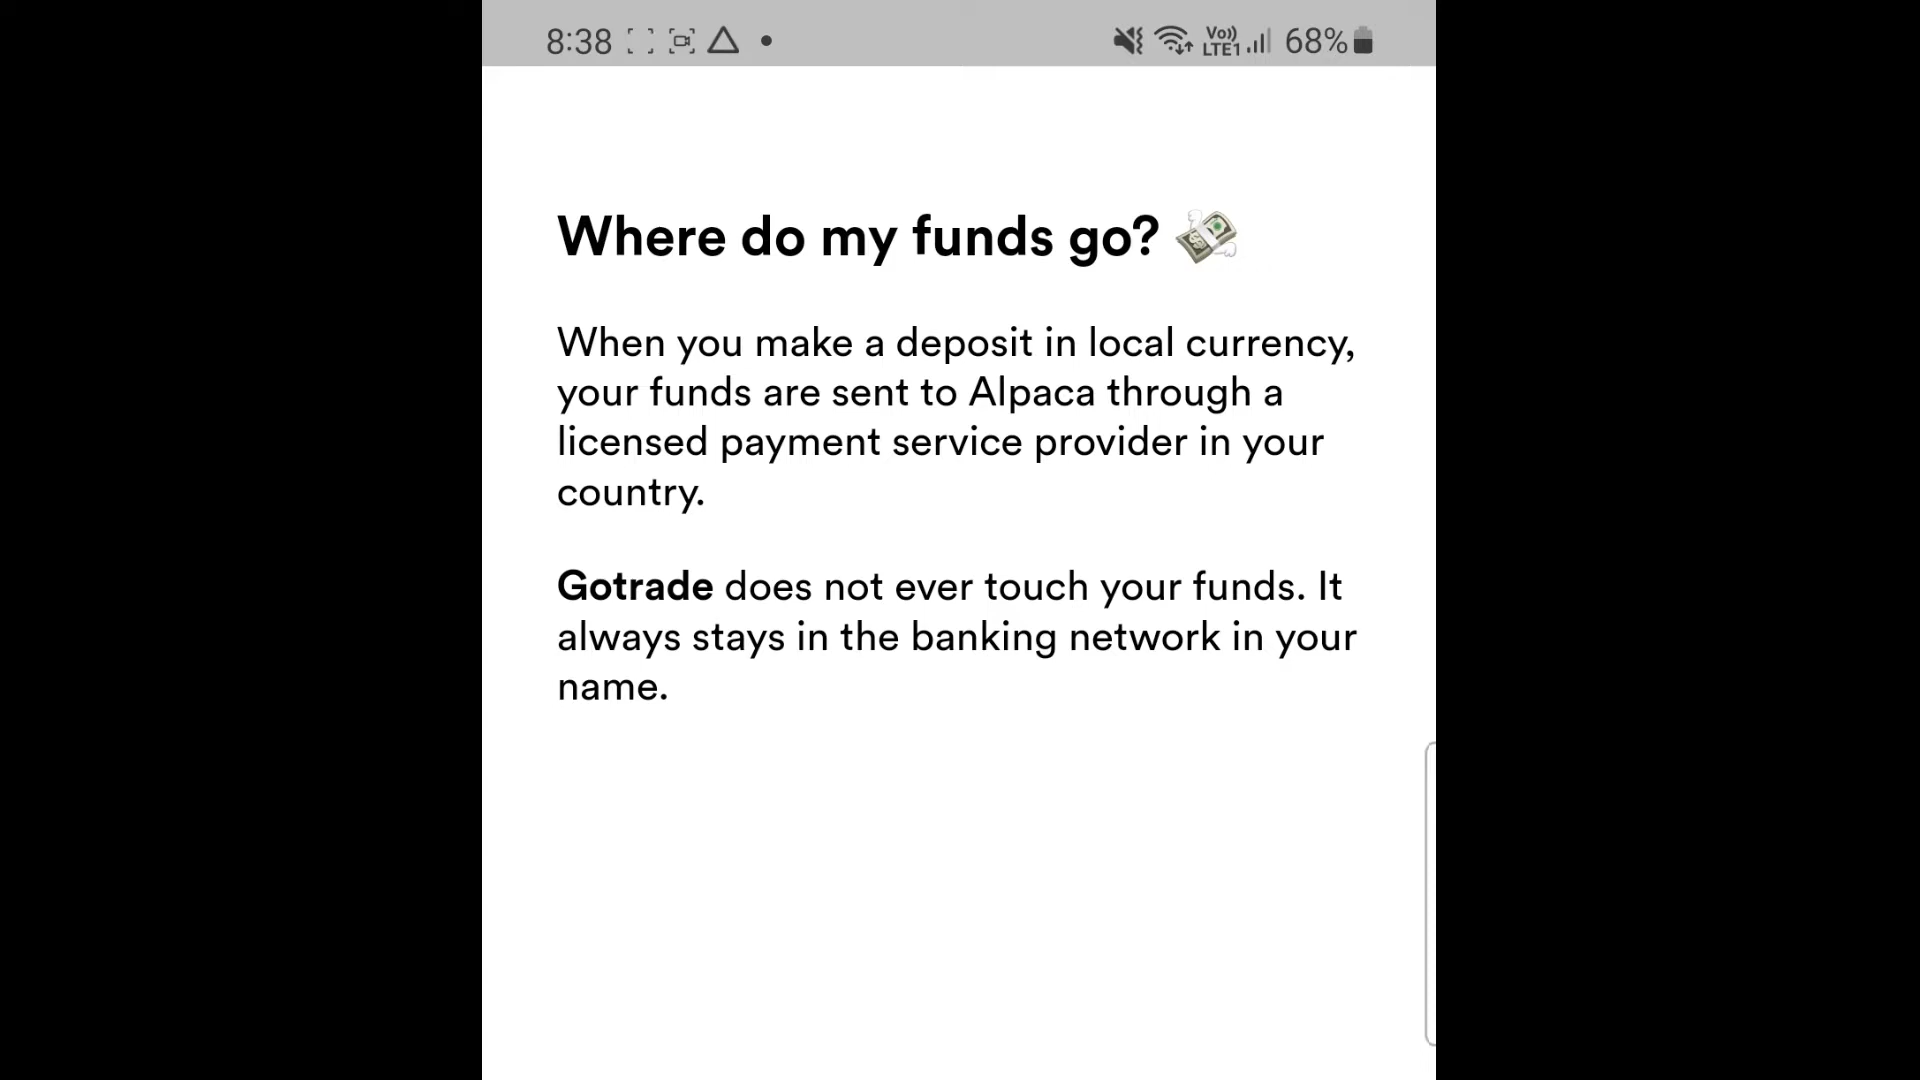 8:38
Vo))
LTE1
68%
Where do my funds go?
When you make a deposit in local currency,
your funds are sent to Alpaca through a
licensed payment service provider in your
country.
Gotrade does not ever touch your funds. It
always stays in the banking network in your
name.